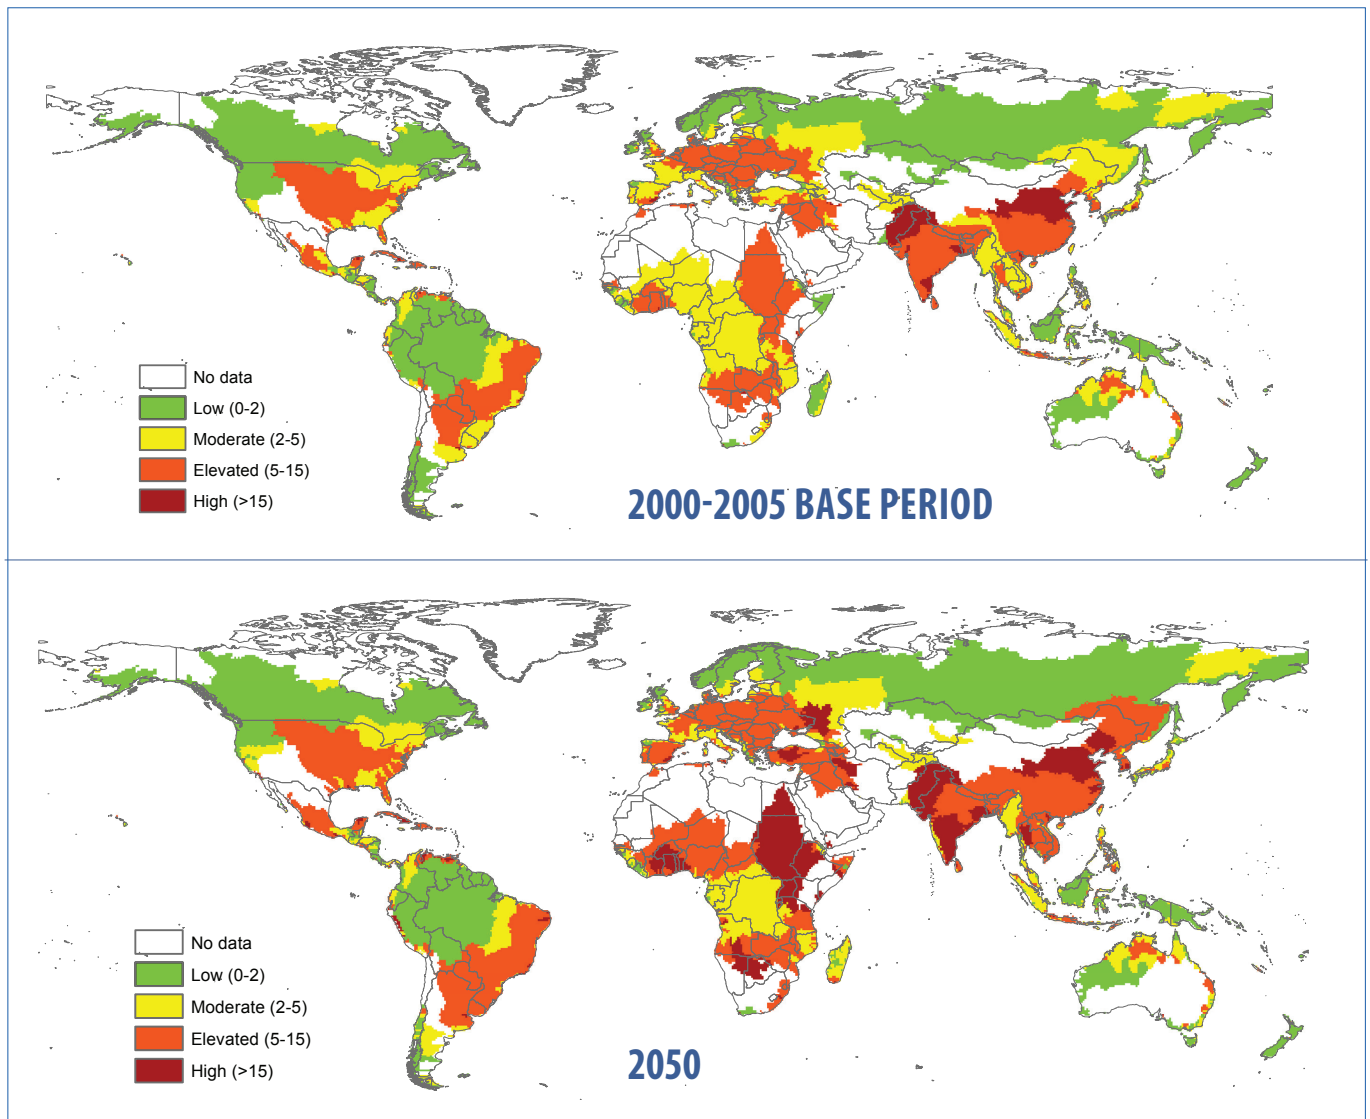 No data
Low (0-2)
Moderate (2-5)
Elevated (5-15)
High (>15)
2000-2005 BASE PERIOD
No data
Low (0-2)
Moderate (2-5)
Elevated (5-15)
High (>15)
2050